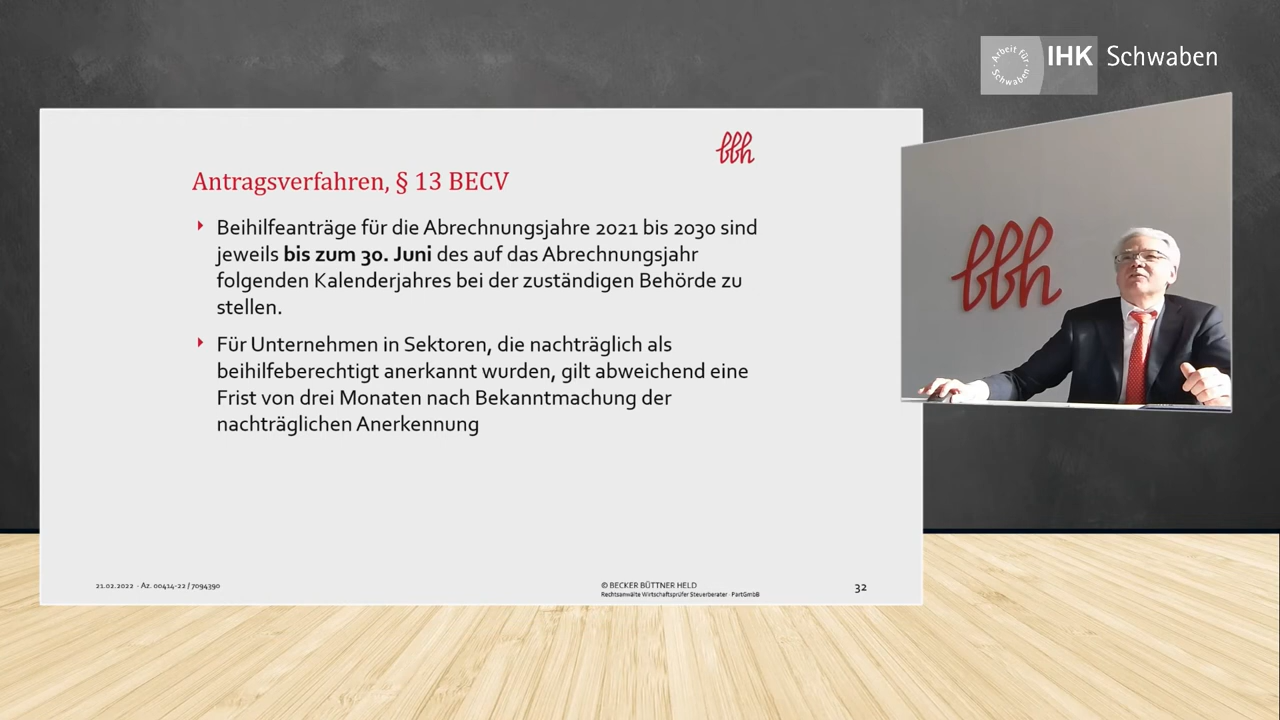 Arbeit für
Schwaben
IHK Schwaben
bbh
Antragsverfahren, § 13 BECV
Beihilfeanträge für die Abrechnungsjahre 2021 bis 2030 sind
jeweils bis zum 30. Juni des auf das Abrechnungsjahr
folgenden Kalenderjahres bei der zuständigen Behörde zu
stellen.
Für Unternehmen in Sektoren, die nachträglich als
beihilfeberechtigt anerkannt wurden, gilt abweichend eine
Frist von drei Monaten nach Bekanntmachung der
nachträglichen Anerkennung
bbh
21.02.2022 · Az. 00414-22 / 7094390
© BECKER BÜTTNER HELD
Rechtsanwälte Wirtschaftsprüfer Steuerberater · PartGmbB
32